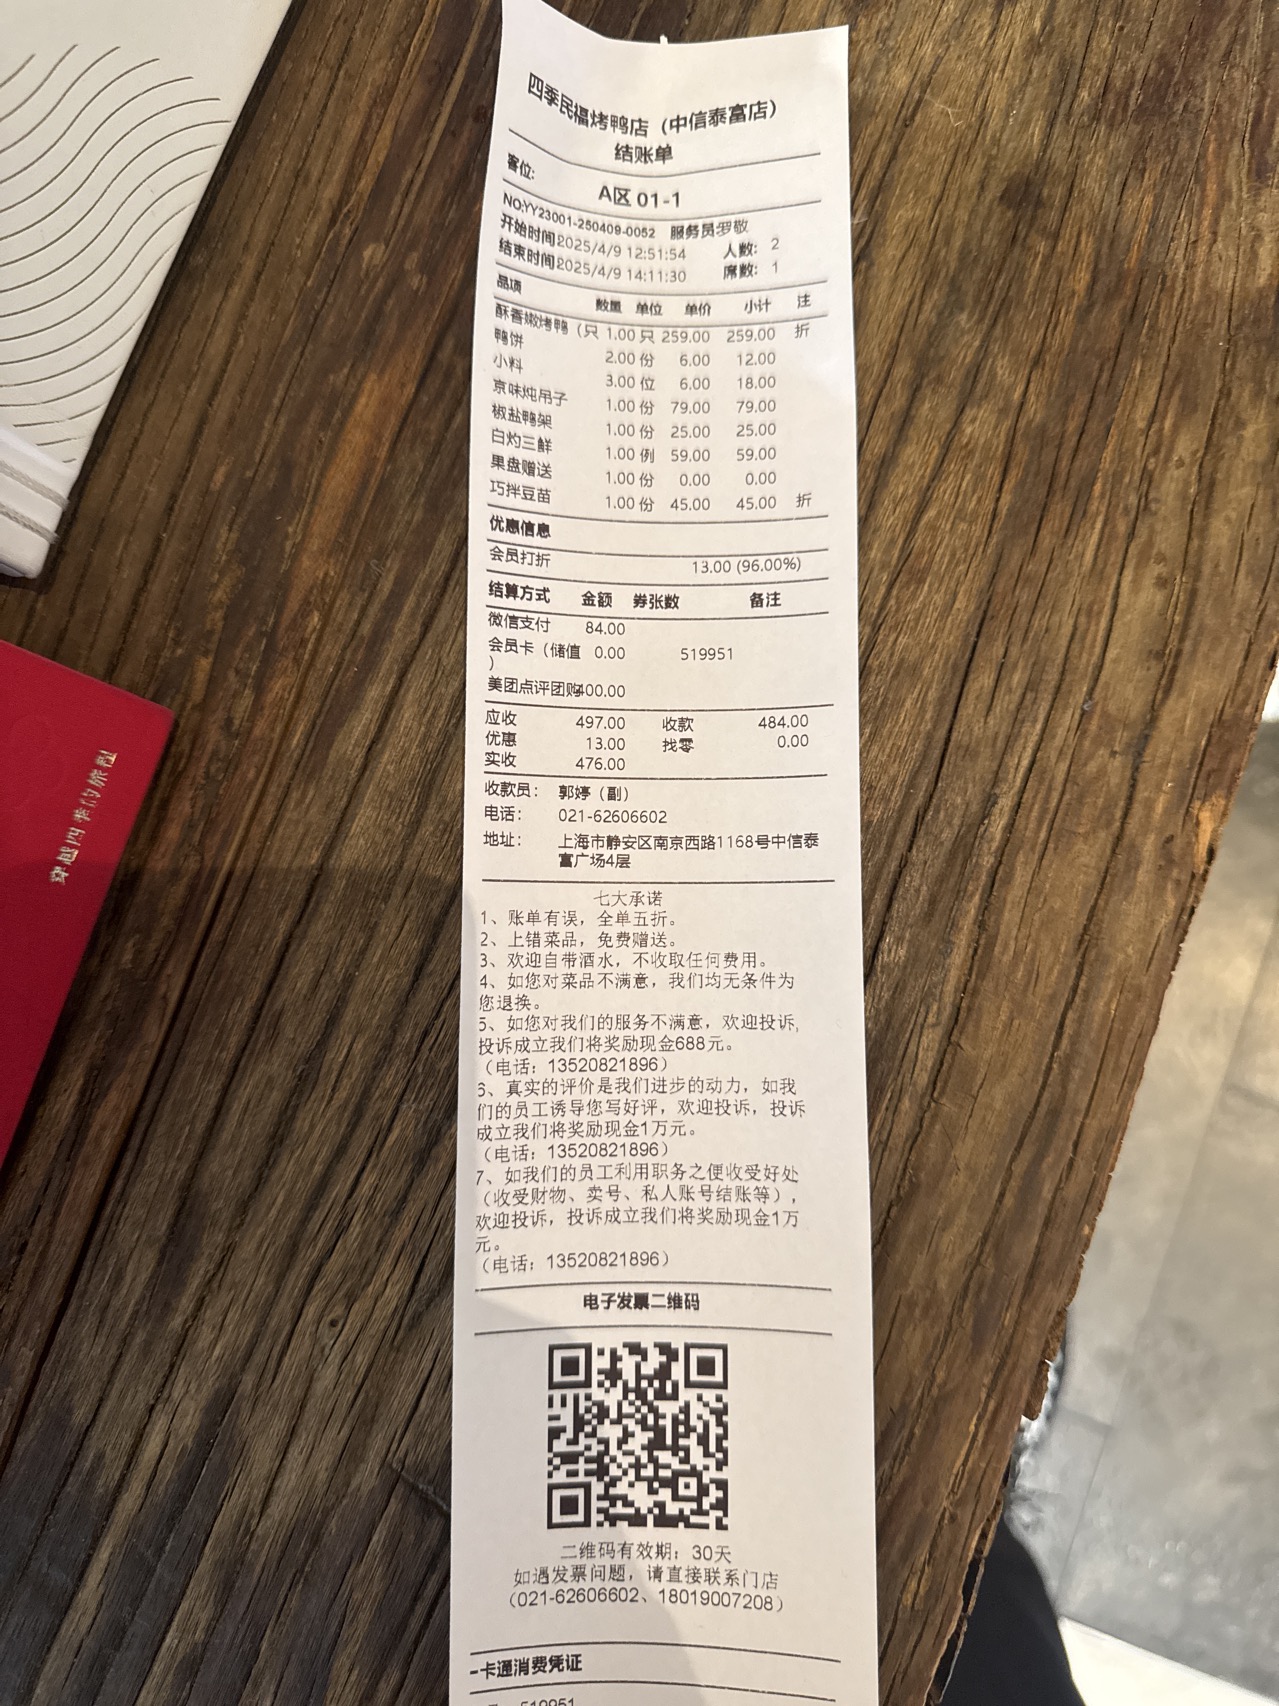 四季民福烤鸭店（中信泰富店）
结账单
客位:
A区 01-1
NO:YY23001-250409-0052 服务员罗敬
开始时间2025/4/9 12:51:54 人数: 2
结束时间2025/4/9 14:11:30 席数: 1
品项 数量 单位 单价 小计 注
酥香嫩烤鸭（只 1.00 只 259.00 259.00 折
鸭饼 2.00 份 6.00 12.00
小料 3.00 位 6.00 18.00
京味炖吊子 1.00 份 79.00 79.00
椒盐鸭架 1.00 份 25.00 25.00
白灼三鲜 1.00 例 59.00 59.00
果盘赠送 1.00 份 0.00 0.00
巧拌豆苗 1.00 份 45.00 45.00 折
优惠信息
会员打折 13.00 (96.00%)
结算方式 金额 券张数 备注
微信支付 84.00
会员卡（储值 0.00 519951
）
美团点评团购400.00
应收 497.00 收款 484.00
优惠 13.00 找零 0.00
实收 476.00
收款员: 郭婷（副）
电话: 021-62606602
地址: 上海市静安区南京西路1168号中信泰
富广场4层
七大承诺
1、账单有误，全单五折。
2、上错菜品，免费赠送。
3、欢迎自带酒水，不收取任何费用。
4、如您对菜品不满意，我们均无条件为
您退换。
5、如您对我们的服务不满意，欢迎投诉,
投诉成立我们将奖励现金688元。
（电话：13520821896）
6、真实的评价是我们进步的动力，如我
们的员工诱导您写好评，欢迎投诉，投诉
成立我们将奖励现金1万元。
（电话：13520821896）
7、如我们的员工利用职务之便收受好处
（收受财物、卖号、私人账号结账等），
欢迎投诉，投诉成立我们将奖励现金1万
元。
（电话：13520821896）
电子发票二维码
二维码有效期：30天
如遇发票问题，请直接联系门店
（021-62606602、18019007208）
一卡通消费凭证
519951
穿越四季的旅程